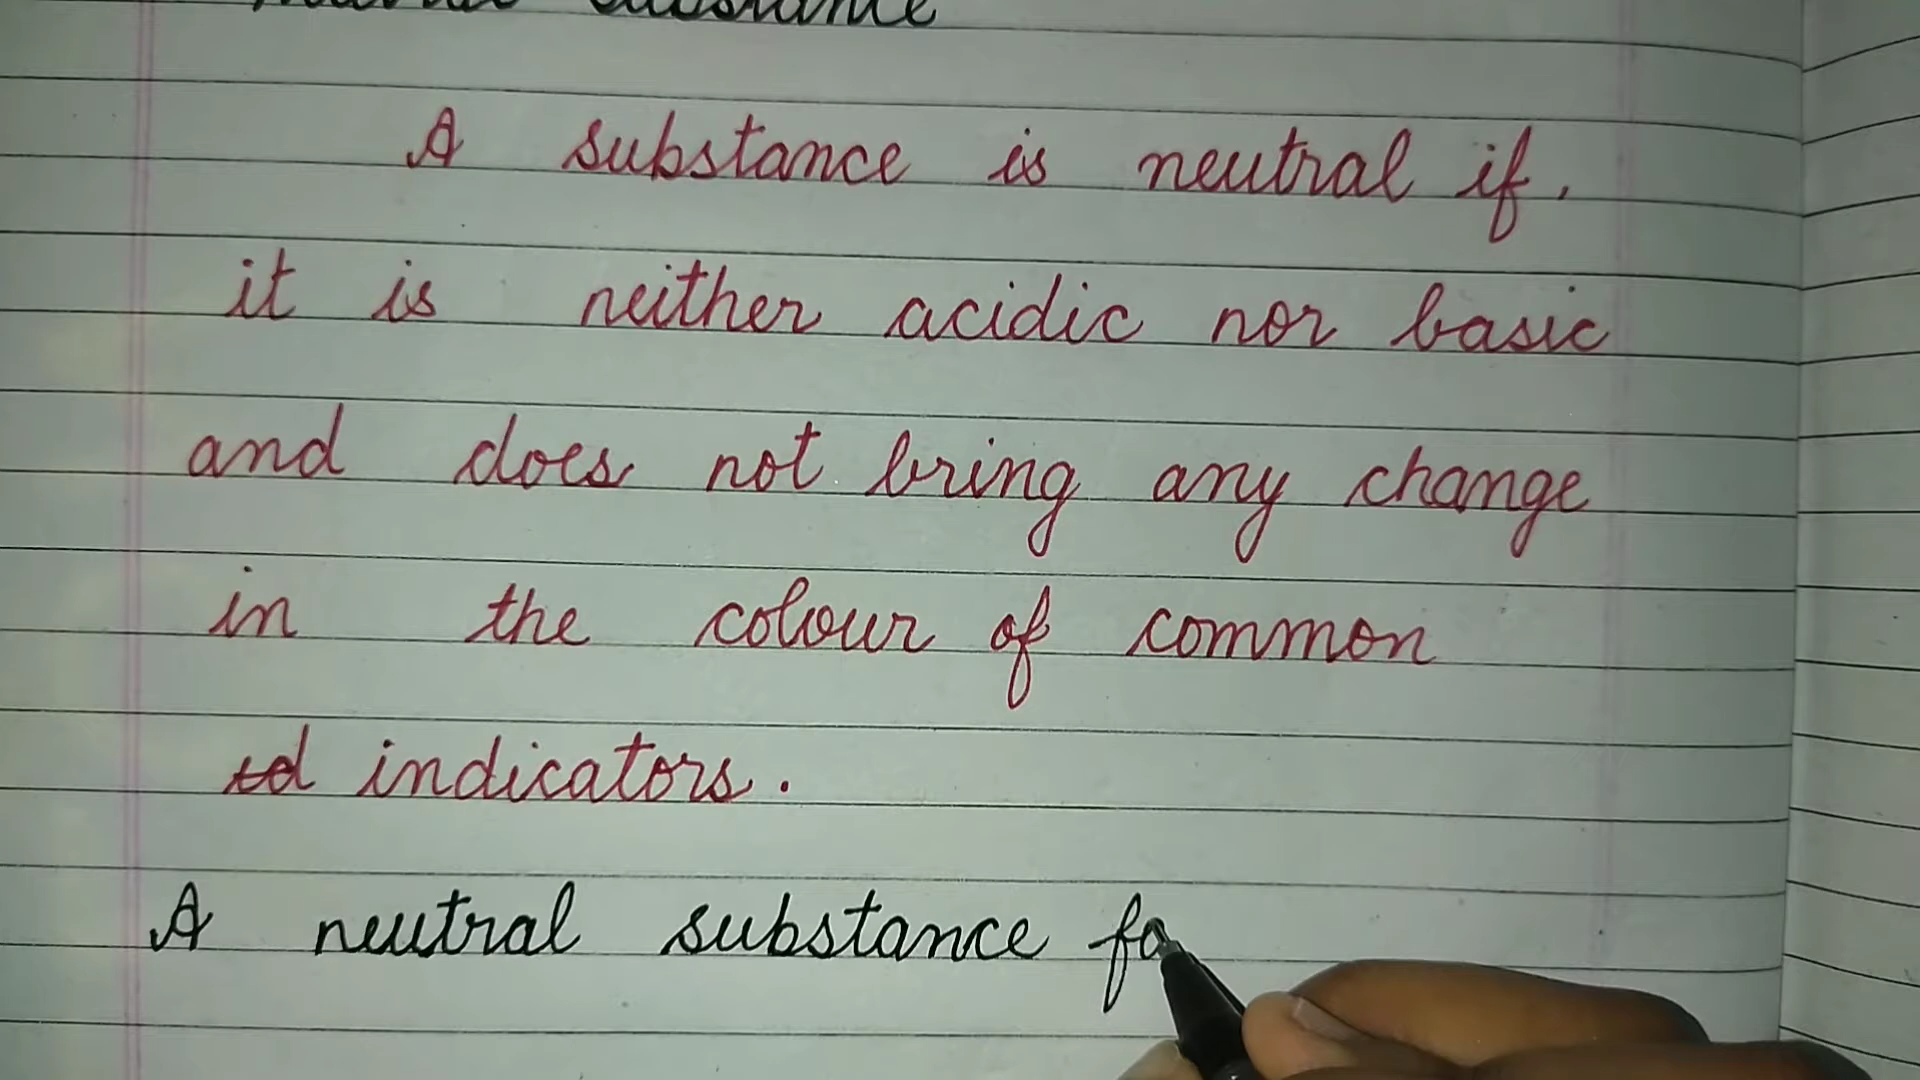 substance
A substance is neutral if,
it is neither acidic nor basic
and does not bring any change
in the colour of common
indicators.
A neutral substance fo